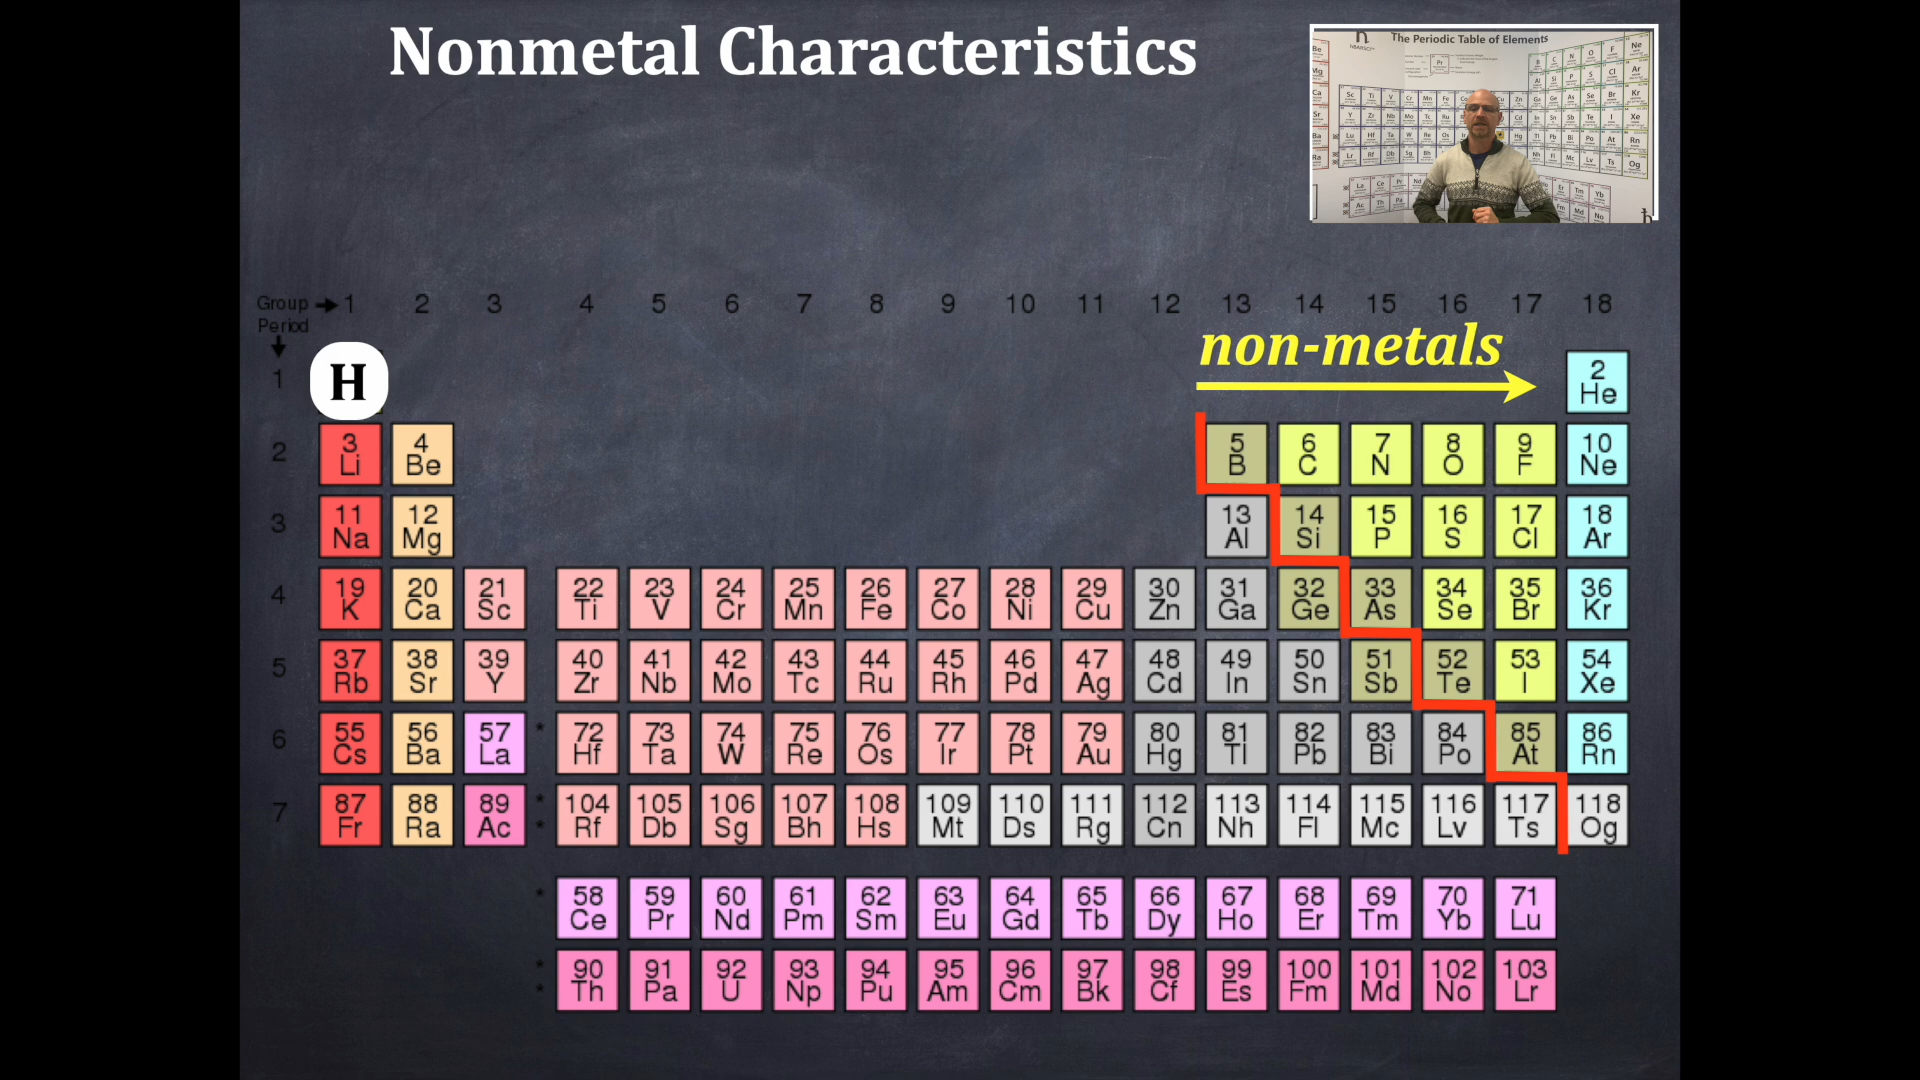 Nonmetal Characteristics
The Periodic Table of Elements
Group 1 2 3 4 5 6 7 8 9 10 11 12 13 14 15 16 17 18
Period
non-metals
1 H 2 He
2 3 Li 4 Be 5 B 6 C 7 N 8 O 9 F 10 Ne
3 11 Na 12 Mg 13 Al 14 Si 15 P 16 S 17 Cl 18 Ar
4 19 K 20 Ca 21 Sc 22 Ti 23 V 24 Cr 25 Mn 26 Fe 27 Co 28 Ni 29 Cu 30 Zn 31 Ga 32 Ge 33 As 34 Se 35 Br 36 Kr
5 37 Rb 38 Sr 39 Y 40 Zr 41 Nb 42 Mo 43 Tc 44 Ru 45 Rh 46 Pd 47 Ag 48 Cd 49 In 50 Sn 51 Sb 52 Te 53 I 54 Xe
6 55 Cs 56 Ba 57 La * 72 Hf 73 Ta 74 W 75 Re 76 Os 77 Ir 78 Pt 79 Au 80 Hg 81 Tl 82 Pb 83 Bi 84 Po 85 At 86 Rn
7 87 Fr 88 Ra 89 Ac * * 104 Rf 105 Db 106 Sg 107 Bh 108 Hs 109 Mt 110 Ds 111 Rg 112 Cn 113 Nh 114 Fl 115 Mc 116 Lv 117 Ts 118 Og
* 58 Ce 59 Pr 60 Nd 61 Pm 62 Sm 63 Eu 64 Gd 65 Tb 66 Dy 67 Ho 68 Er 69 Tm 70 Yb 71 Lu
* * 90 Th 91 Pa 92 U 93 Np 94 Pu 95 Am 96 Cm 97 Bk 98 Cf 99 Es 100 Fm 101 Md 102 No 103 Lr